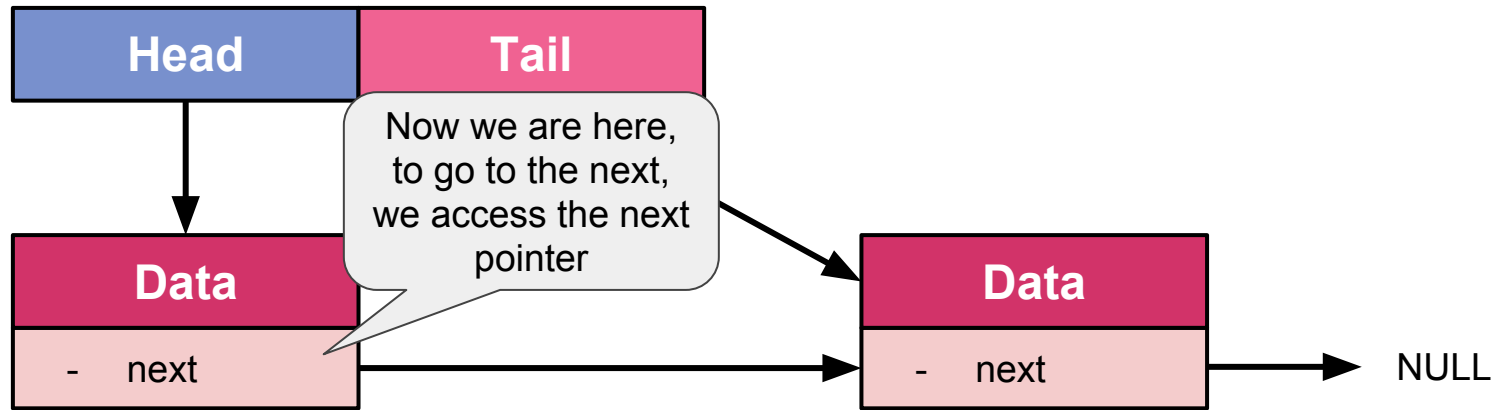 Head
Tail
Now we are here,
to go to the next,
we access the next
pointer
Data
Data
- next
- next
NULL